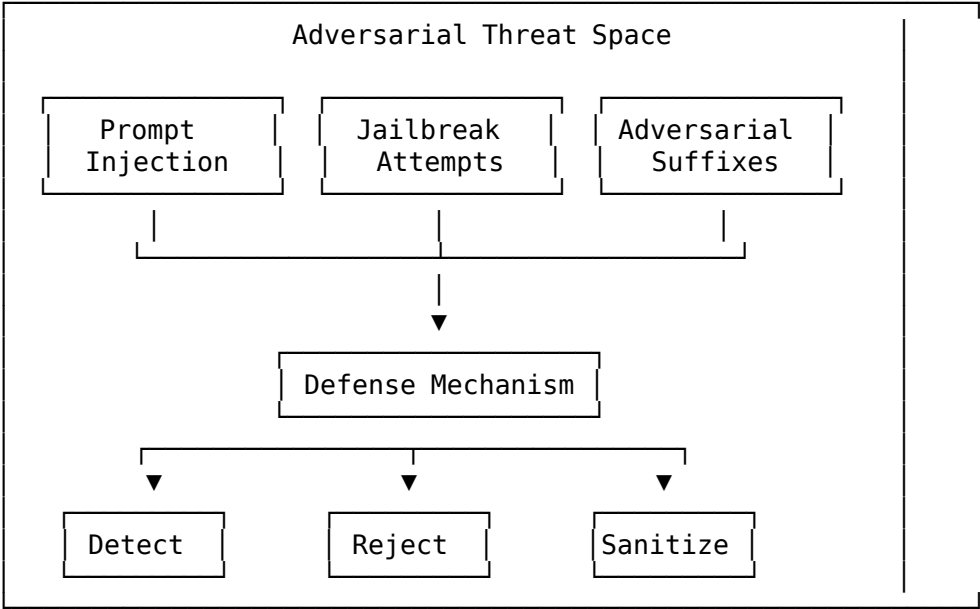 Adversarial Threat Space
Prompt Jailbreak Adversarial
Injection Attempts Suffixes
Defense Mechanism
Detect Reject Sanitize